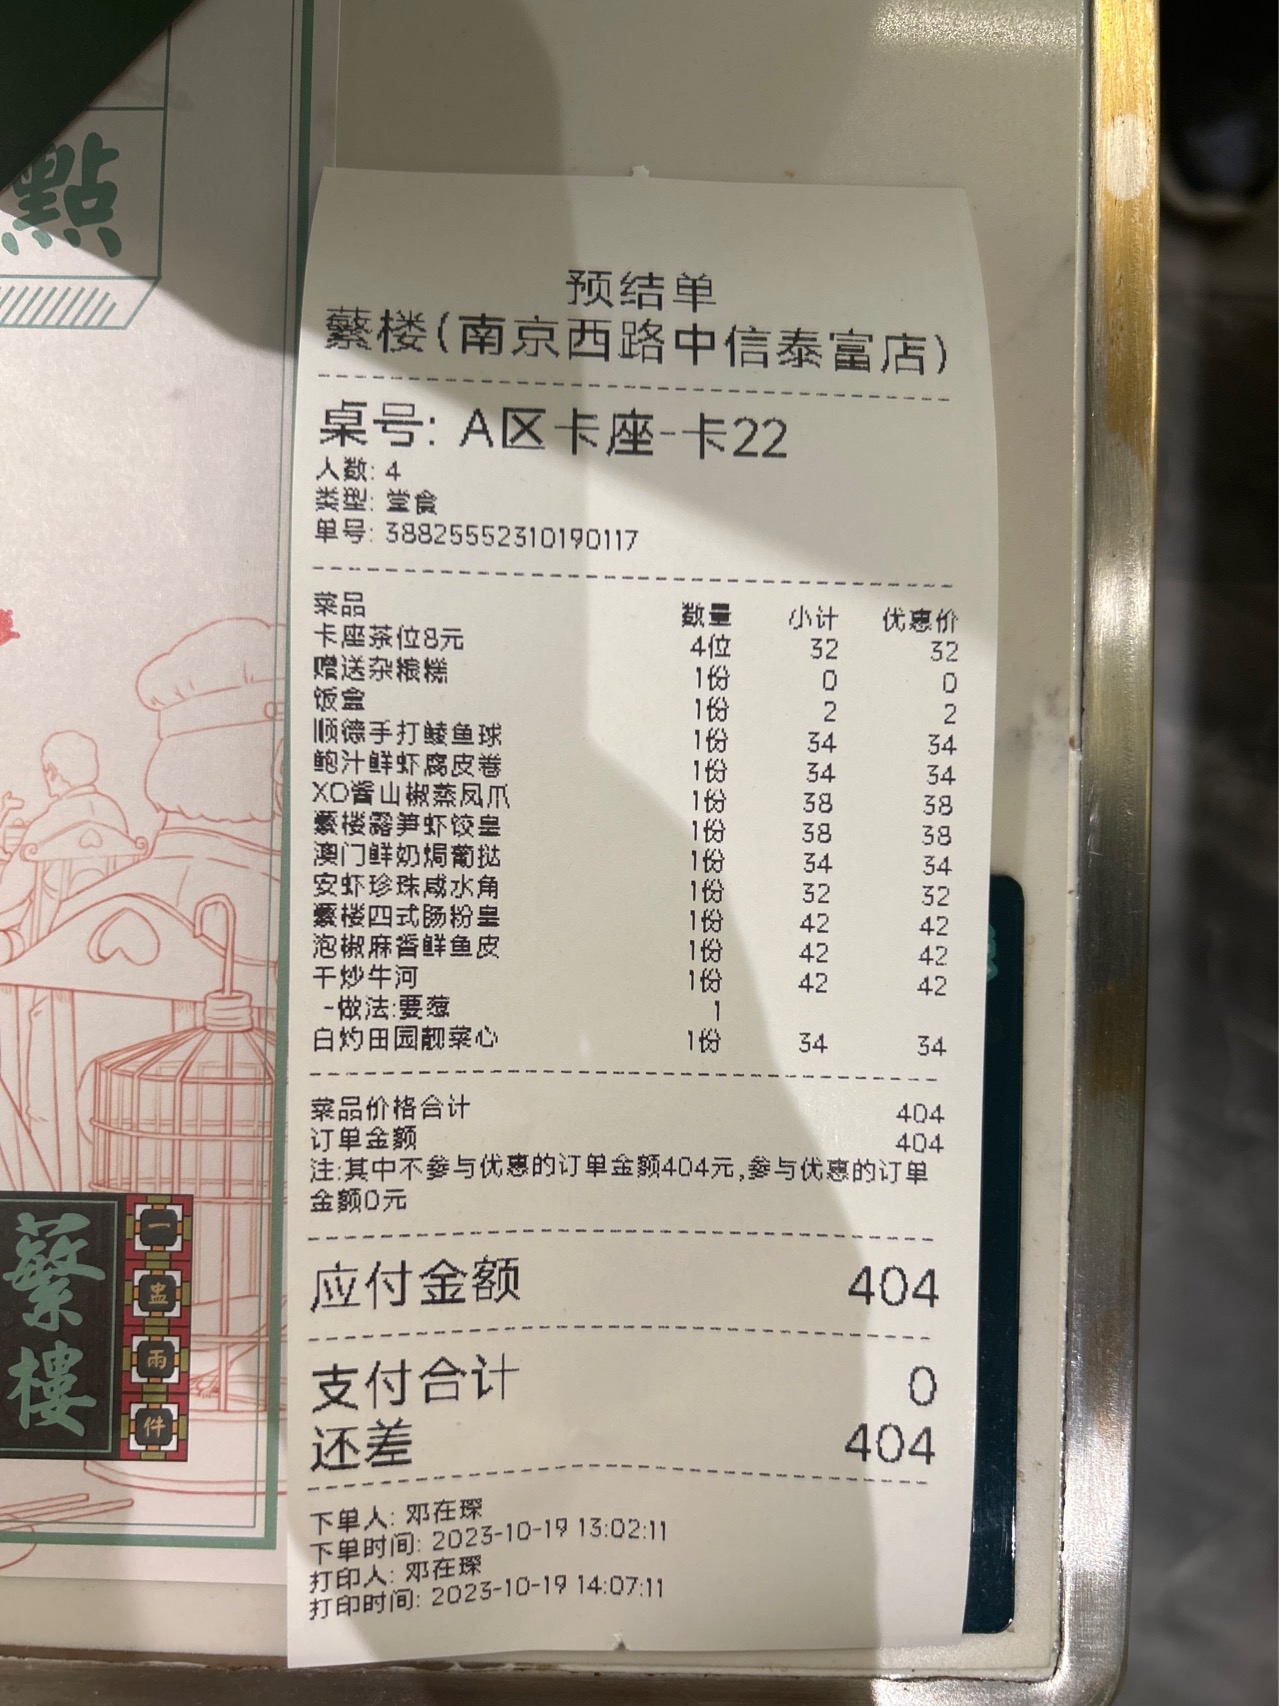 點
预结单
蘩楼(南京西路中信泰富店)
桌号: A区卡座-卡22
人数: 4
类型: 堂食
单号: 38825552310190117
菜品 数量 小计 优惠价
卡座茶位8元 4位 32 32
赠送杂粮糕 1份 0 0
饭盒 1份 2 2
顺德手打鲮鱼球 1份 34 34
鲍汁鲜虾腐皮卷 1份 34 34
XO酱山椒蒸凤爪 1份 38 38
蘩楼露笋虾饺皇 1份 38 38
澳门鲜奶焗葡挞 1份 34 34
安虾珍珠咸水角 1份 32 32
蘩楼四式肠粉皇 1份 42 42
泡椒麻香鲜鱼皮 1份 42 42
干炒牛河 1份 42 42
-做法:要葱 1
白灼田园靓菜心 1份 34 34
菜品价格合计 404
订单金额 404
注:其中不参与优惠的订单金额404元,参与优惠的订单
金额0元
应付金额 404
支付合计 0
还差 404
下单人: 邓在琛
下单时间: 2023-10-19 13:02:11
打印人: 邓在琛
打印时间: 2023-10-19 14:07:11
蘩樓
一盅兩件